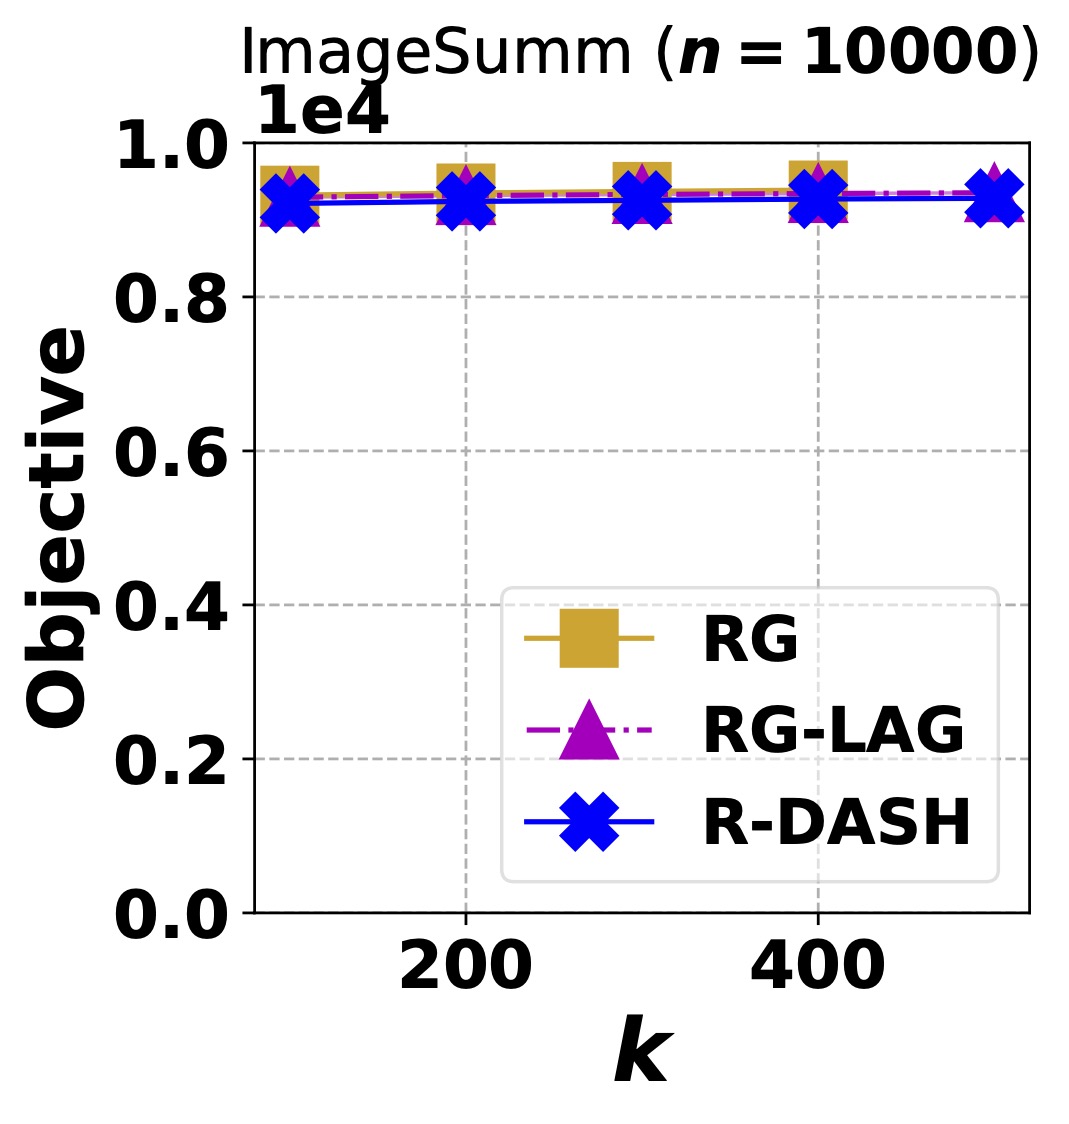 ImageSumm (n = 10000)
1e4
1.0
0.8
0.6
0.4
0.2
0.0
Objective
RG
RG-LAG
R-DASH
200 400
k